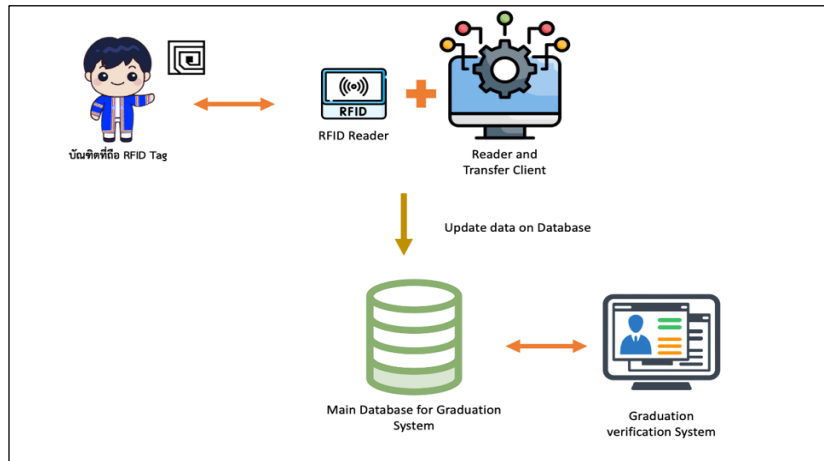 RFID
RFID Reader
บัณฑิตที่ถือ RFID Tag
Reader and
Transfer Client
Update data on Database
Main Database for Graduation
System
Graduation
verification System